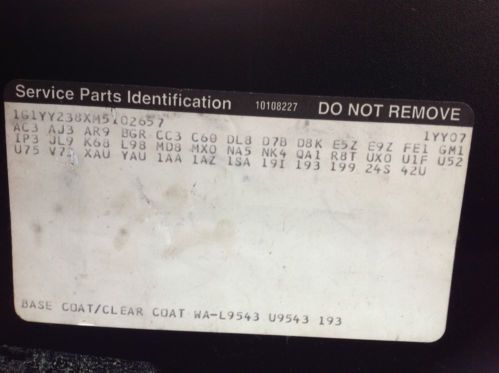 Service Parts Identification 10108227 DO NOT REMOVE
1G1YY238XM5102657 1YY07
AC3 AJ3 AR9 BGR CC3 C60 DL8 D7B D8K E5Z E9Z FE1 GM1
IP3 JL9 K68 L98 MD8 MX0 NA5 NK4 QA1 R8T UX0 U1F U52
U75 V73 XAU YAU 1AA 1AZ 1SA 19I 193 199 24S 42U
BASE COAT/CLEAR COAT WA-L9543 U9543 193